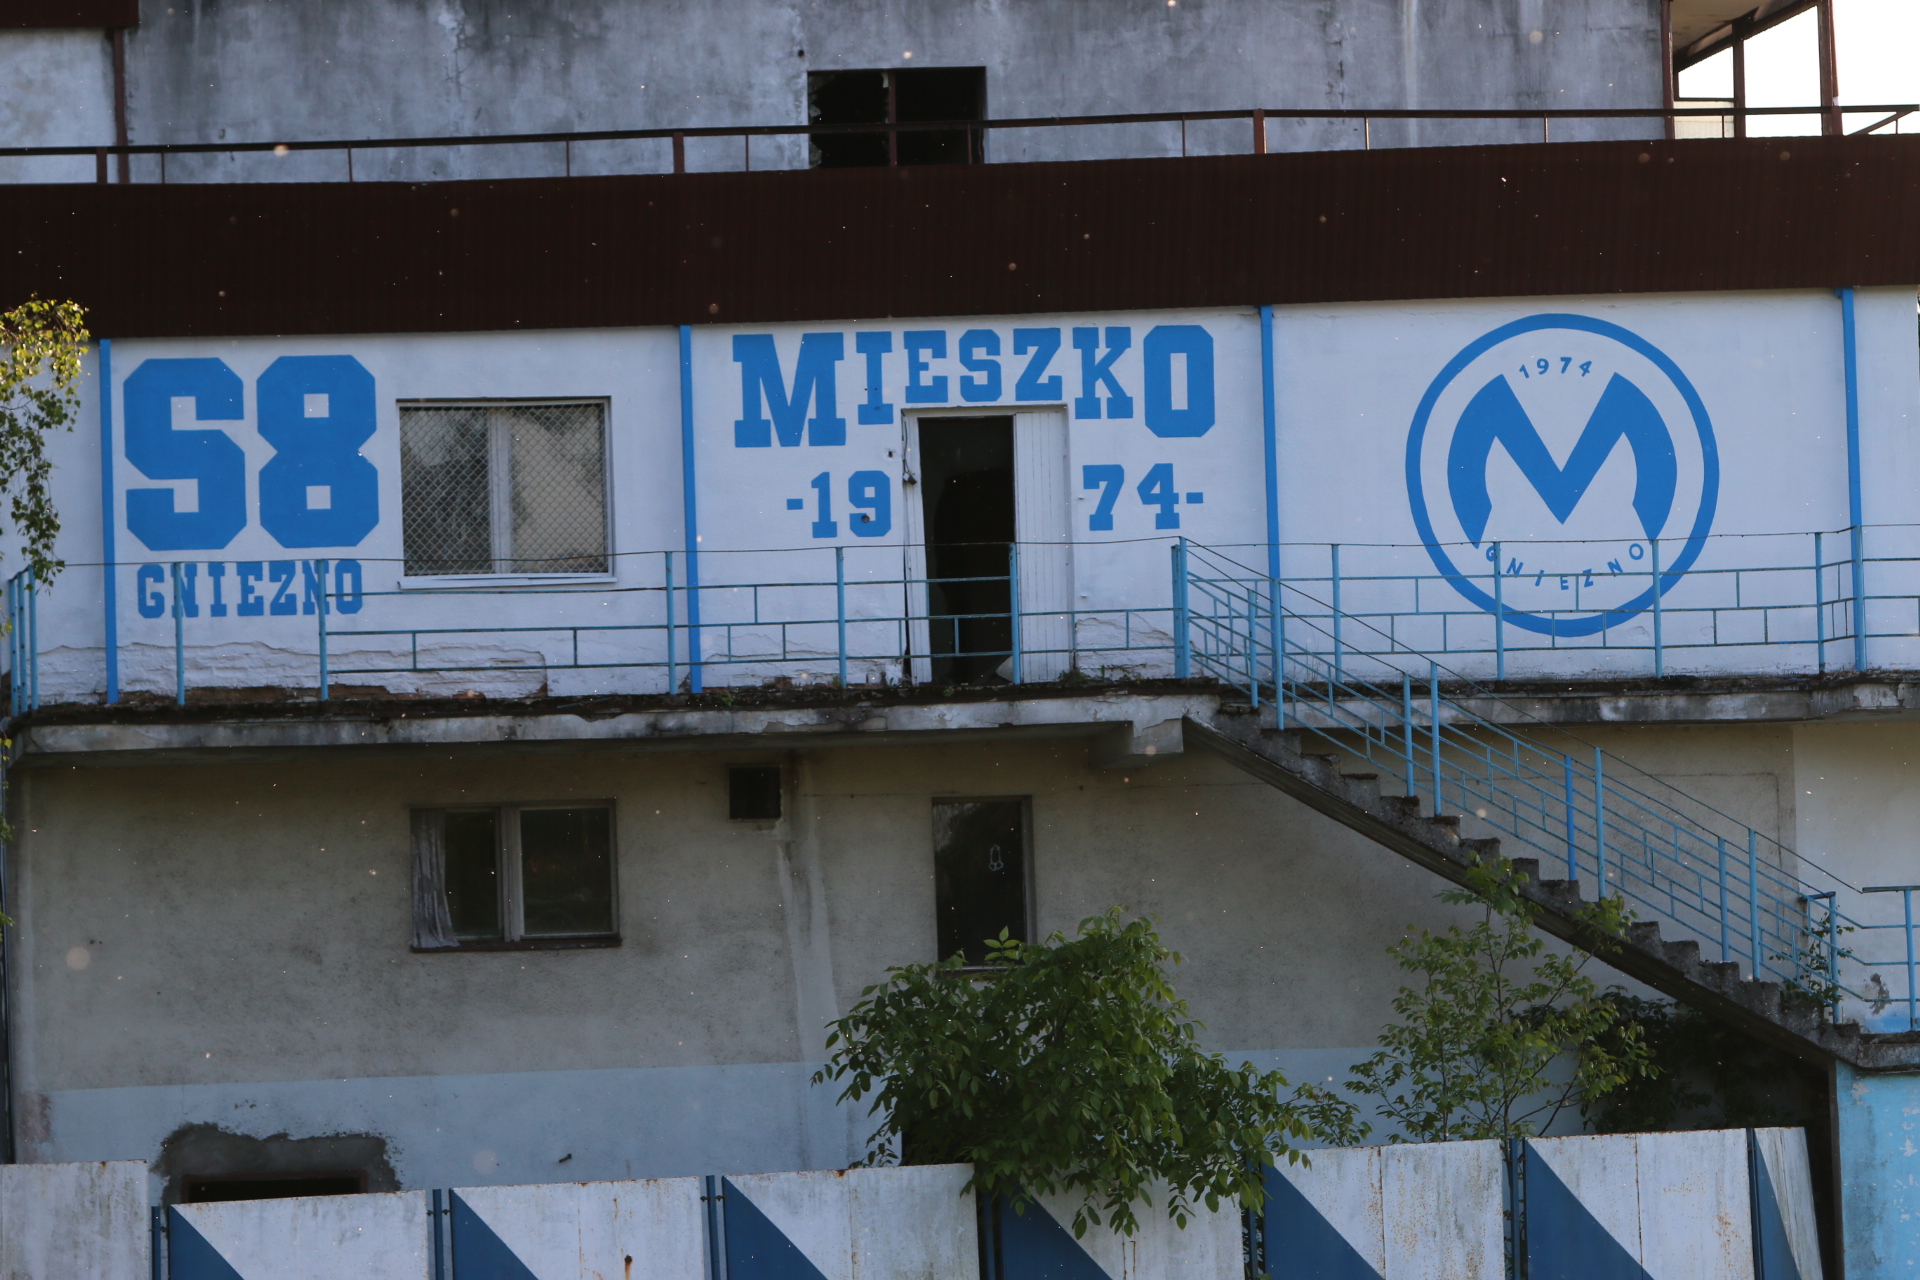 S8
GNIEZNO
MIESZKO
-19 74-
1974
M
GNIEZNO